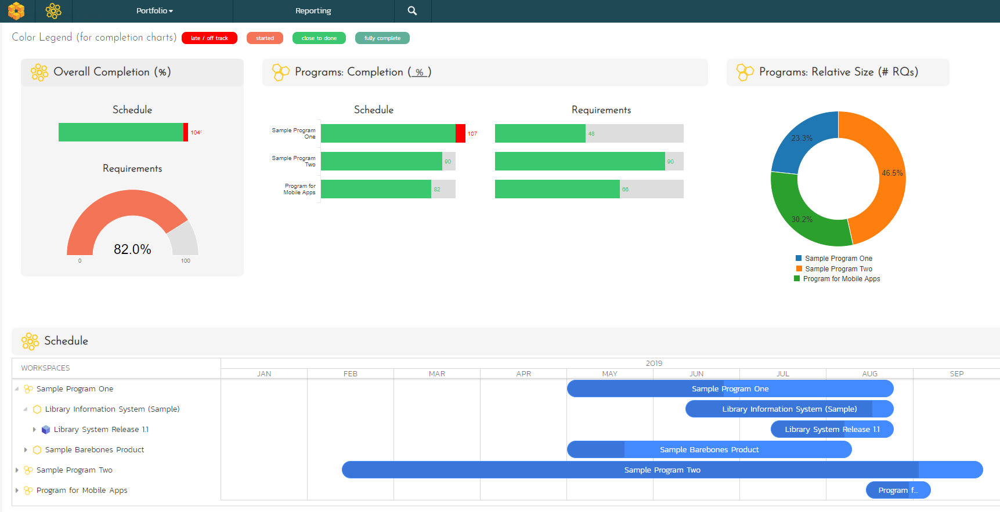 Portfolio
Reporting
Color Legend (for completion charts)
late / off track
started
close to done
fully complete
Overall Completion (%)
Schedule
Requirements
82.0%
0
100
Programs: Completion ( % )
Schedule
Requirements
Sample Program
One
107
48
Sample Program
Two
90
90
Program for
Mobile Apps
82
66
Programs: Relative Size (# RQs)
23.3%
46.5%
30.2%
Sample Program One
Sample Program Two
Program for Mobile Apps
Schedule
WORKSPACES
2019
JAN FEB MAR APR MAY JUN JUL AUG SEP
Sample Program One
Sample Program One
Library Information System (Sample)
Library Information System (Sample)
Library System Release 1.1
Library System Release 1.1
Sample Barebones Product
Sample Barebones Product
Sample Program Two
Sample Program Two
Program for Mobile Apps
Program f...